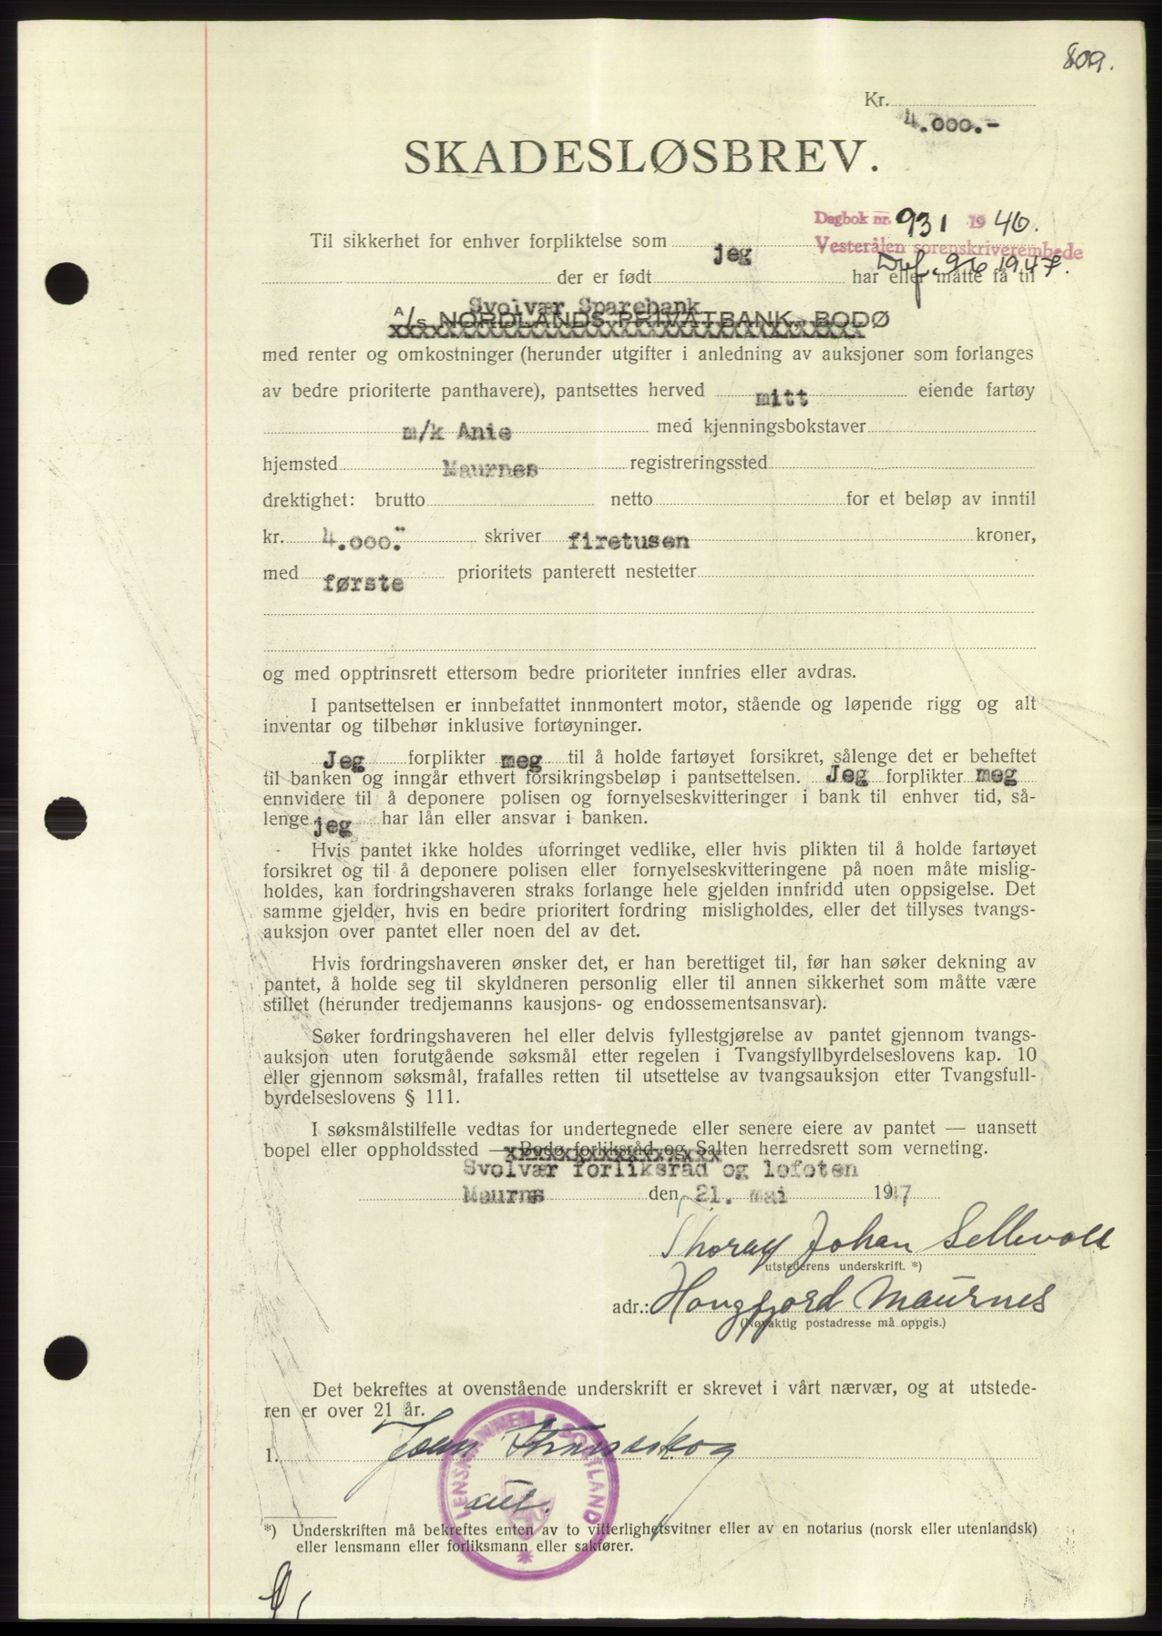 809.
Kr.
4.000.-
SKADESLØSBREV.
Dagbok nr. 931 1946.
Vesterålen sorenskriverembede
Til sikkerhet for enhver forpliktelse som jeg
der er født har eller måtte få til
Svolvær Sparebank
A/S NORDLANDS PRIVATBANK, BODØ
med renter og omkostninger (herunder utgifter i anledning av auksjoner som forlanges
av bedre prioriterte panthavere), pantsettes herved mitt eiende fartøy
m/k Anie med kjenningsbokstaver
hjemsted Maurnes registreringssted
drektighet: brutto netto for et beløp av inntil
kr. 4.000.- skriver firetusen kroner,
med første prioritets panterett nestetter
og med opptrinsrett ettersom bedre prioriteter innfries eller avdras.
I pantsettelsen er innbefattet innmontert motor, stående og løpende rigg og alt
inventar og tilbehør inklusive fortøyninger.
Jeg forplikter meg til å holde fartøyet forsikret, sålenge det er beheftet
til banken og inngår ethvert forsikringsbeløp i pantsettelsen. Jeg forplikter meg
ennvidere til å deponere polisen og fornyelseskvitteringer i bank til enhver tid, så-
lenge jeg har lån eller ansvar i banken.
Hvis pantet ikke holdes uforringet vedlike, eller hvis plikten til å holde fartøyet
forsikret og til å deponere polisen eller fornyelseskvitteringene på noen måte mislig-
holdes, kan fordringshaveren straks forlange hele gjelden innfridd uten oppsigelse. Det
samme gjelder, hvis en bedre prioritert fordring misligholdes, eller det tillyses tvangs-
auksjon over pantet eller noen del av det.
Hvis fordringshaveren ønsker det, er han berettiget til, før han søker dekning av
pantet, å holde seg til skyldneren personlig eller til annen sikkerhet som måtte være
stillet (herunder tredjemanns kausjons- og endossementsansvar).
Søker fordringshaveren hel eller delvis fyllestgjørelse av pantet gjennom tvangs-
auksjon uten forutgående søksmål etter regelen i Tvangsfyllbyrdelseslovens kap. 10
eller gjennom søksmål, frafalles retten til utsettelse av tvangsauksjon etter Tvangsfull-
byrdelseslovens § 111.
I søksmålstilfelle vedtas for undertegnede eller senere eiere av pantet — uansett
bopel eller oppholdssted — Bodø forliksråd og Salten herredsrett som verneting.
Svolvær forliksråd og lofoten
Maurns den 21. mai 1947
Johan Sellevold
utstederens underskrift. *)
adr.: Haugfjord Maurnes
(Nøyaktig postadresse må oppgis.)
Det bekreftes at ovenstående underskrift er skrevet i vårt nærvær, og at utstede-
ren er over 21 år.
1.
LENSMANNEN I SORTLAND
*) Underskriften må bekreftes enten av to vitterlighetsvitner eller av en notarius (norsk eller utenlandsk)
eller lensmann eller forliksmann eller sakfører.